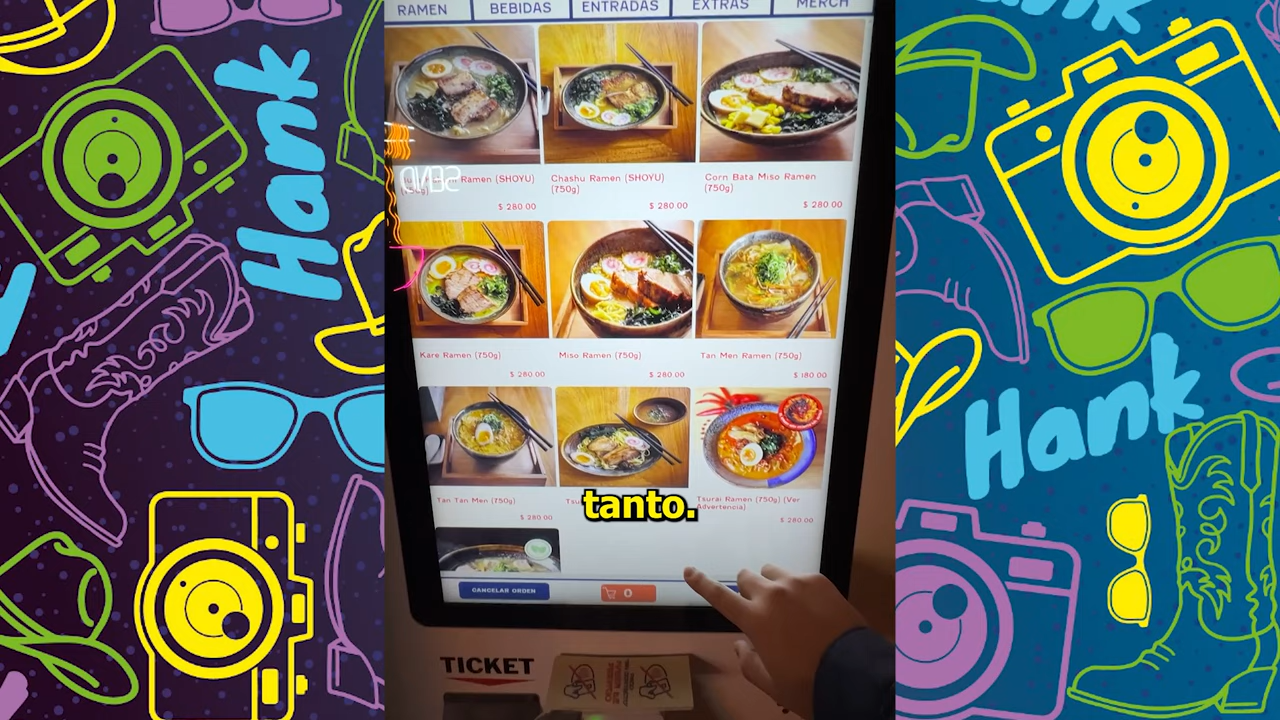 Hank
Hank
Hank
RAMEN
BEBIDAS
ENTRADAS
EXTRAS
MERCH
Ramen (SHOYU)
$ 280.00
Chashu Ramen (SHOYU)
(750g)
$ 280.00
Corn Bata Miso Ramen
(750g)
$ 280.00
Kare Ramen (750g)
$ 280.00
Miso Ramen (750g)
$ 280.00
Tan Men Ramen (750g)
$ 180.00
Tan Tan Men (750g)
$ 280.00
Tsurai Ramen (750g) (Ver
Advertencia)
$ 280.00
tanto.
CANCELAR ORDEN
0
TICKET